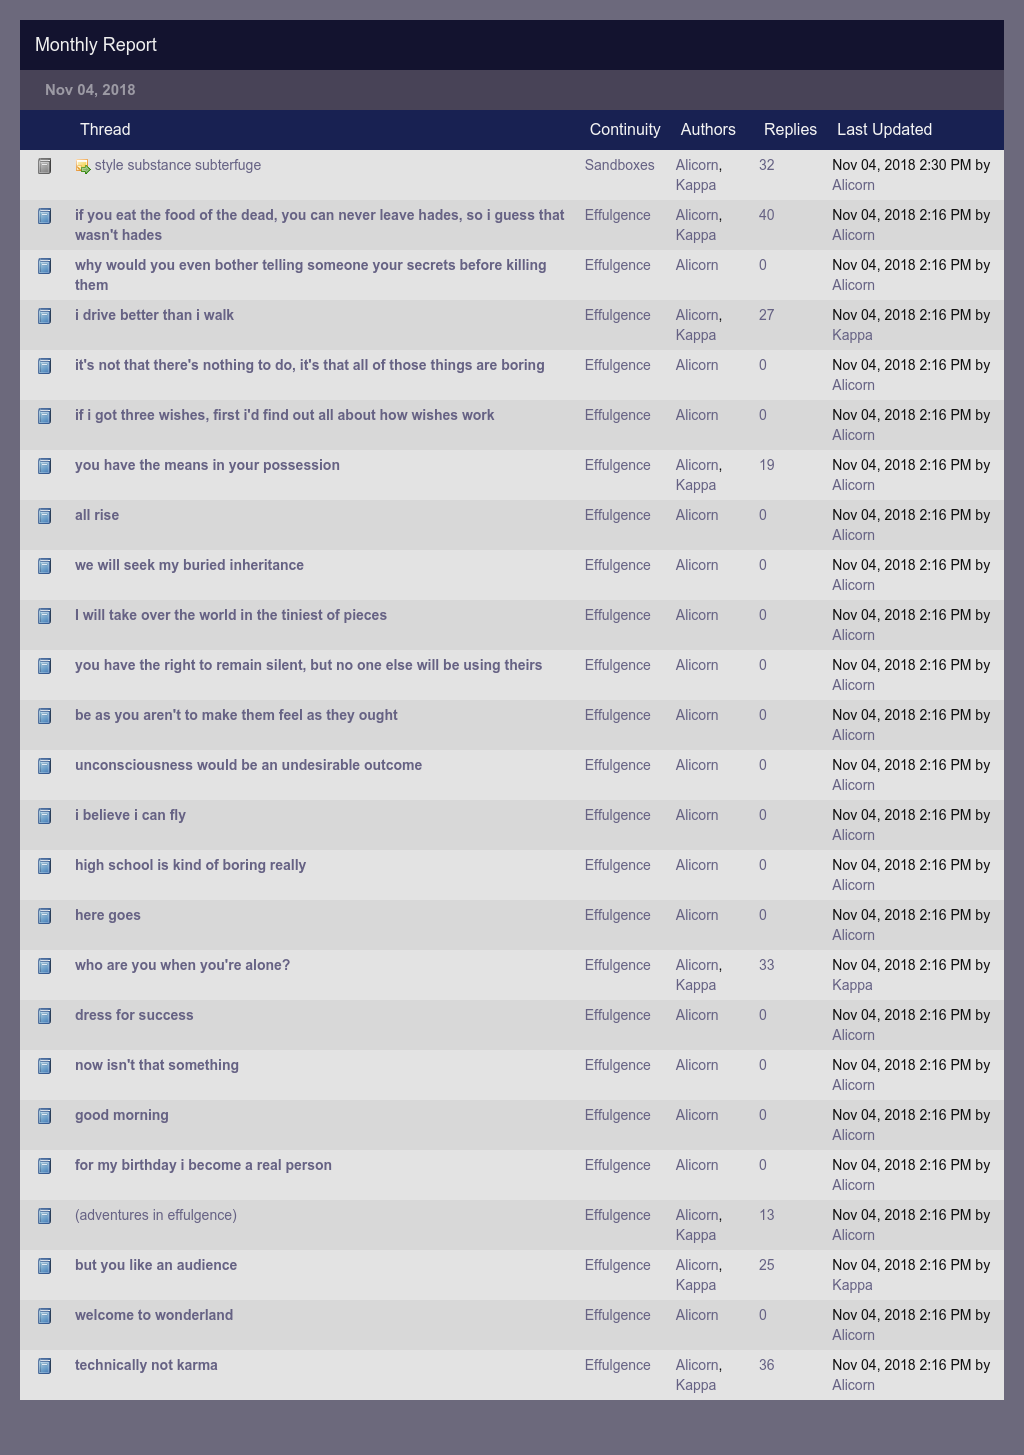 Monthly Report
Nov 04, 2018
Thread Continuity Authors Replies Last Updated
style substance subterfuge Sandboxes Alicorn, 32 Nov 04, 2018 2:30 PM by
Kappa Alicorn
if you eat the food of the dead, you can never leave hades, so i guess that Effulgence Alicorn, 40 Nov 04, 2018 2:16 PM by
wasn't hades Kappa Alicorn
why would you even bother telling someone your secrets before killing Effulgence Alicorn 0 Nov 04, 2018 2:16 PM by
them Alicorn
i drive better than i walk Effulgence Alicorn, 27 Nov 04, 2018 2:16 PM by
Kappa Kappa
it's not that there's nothing to do, it's that all of those things are boring Effulgence Alicorn 0 Nov 04, 2018 2:16 PM by
Alicorn
if i got three wishes, first i'd find out all about how wishes work Effulgence Alicorn 0 Nov 04, 2018 2:16 PM by
Alicorn
you have the means in your possession Effulgence Alicorn, 19 Nov 04, 2018 2:16 PM by
Kappa Alicorn
all rise Effulgence Alicorn 0 Nov 04, 2018 2:16 PM by
Alicorn
we will seek my buried inheritance Effulgence Alicorn 0 Nov 04, 2018 2:16 PM by
Alicorn
I will take over the world in the tiniest of pieces Effulgence Alicorn 0 Nov 04, 2018 2:16 PM by
Alicorn
you have the right to remain silent, but no one else will be using theirs Effulgence Alicorn 0 Nov 04, 2018 2:16 PM by
Alicorn
be as you aren't to make them feel as they ought Effulgence Alicorn 0 Nov 04, 2018 2:16 PM by
Alicorn
unconsciousness would be an undesirable outcome Effulgence Alicorn 0 Nov 04, 2018 2:16 PM by
Alicorn
i believe i can fly Effulgence Alicorn 0 Nov 04, 2018 2:16 PM by
Alicorn
high school is kind of boring really Effulgence Alicorn 0 Nov 04, 2018 2:16 PM by
Alicorn
here goes Effulgence Alicorn 0 Nov 04, 2018 2:16 PM by
Alicorn
who are you when you're alone? Effulgence Alicorn, 33 Nov 04, 2018 2:16 PM by
Kappa Kappa
dress for success Effulgence Alicorn 0 Nov 04, 2018 2:16 PM by
Alicorn
now isn't that something Effulgence Alicorn 0 Nov 04, 2018 2:16 PM by
Alicorn
good morning Effulgence Alicorn 0 Nov 04, 2018 2:16 PM by
Alicorn
for my birthday i become a real person Effulgence Alicorn 0 Nov 04, 2018 2:16 PM by
Alicorn
(adventures in effulgence) Effulgence Alicorn, 13 Nov 04, 2018 2:16 PM by
Kappa Alicorn
but you like an audience Effulgence Alicorn, 25 Nov 04, 2018 2:16 PM by
Kappa Kappa
welcome to wonderland Effulgence Alicorn 0 Nov 04, 2018 2:16 PM by
Alicorn
technically not karma Effulgence Alicorn, 36 Nov 04, 2018 2:16 PM by
Kappa Alicorn